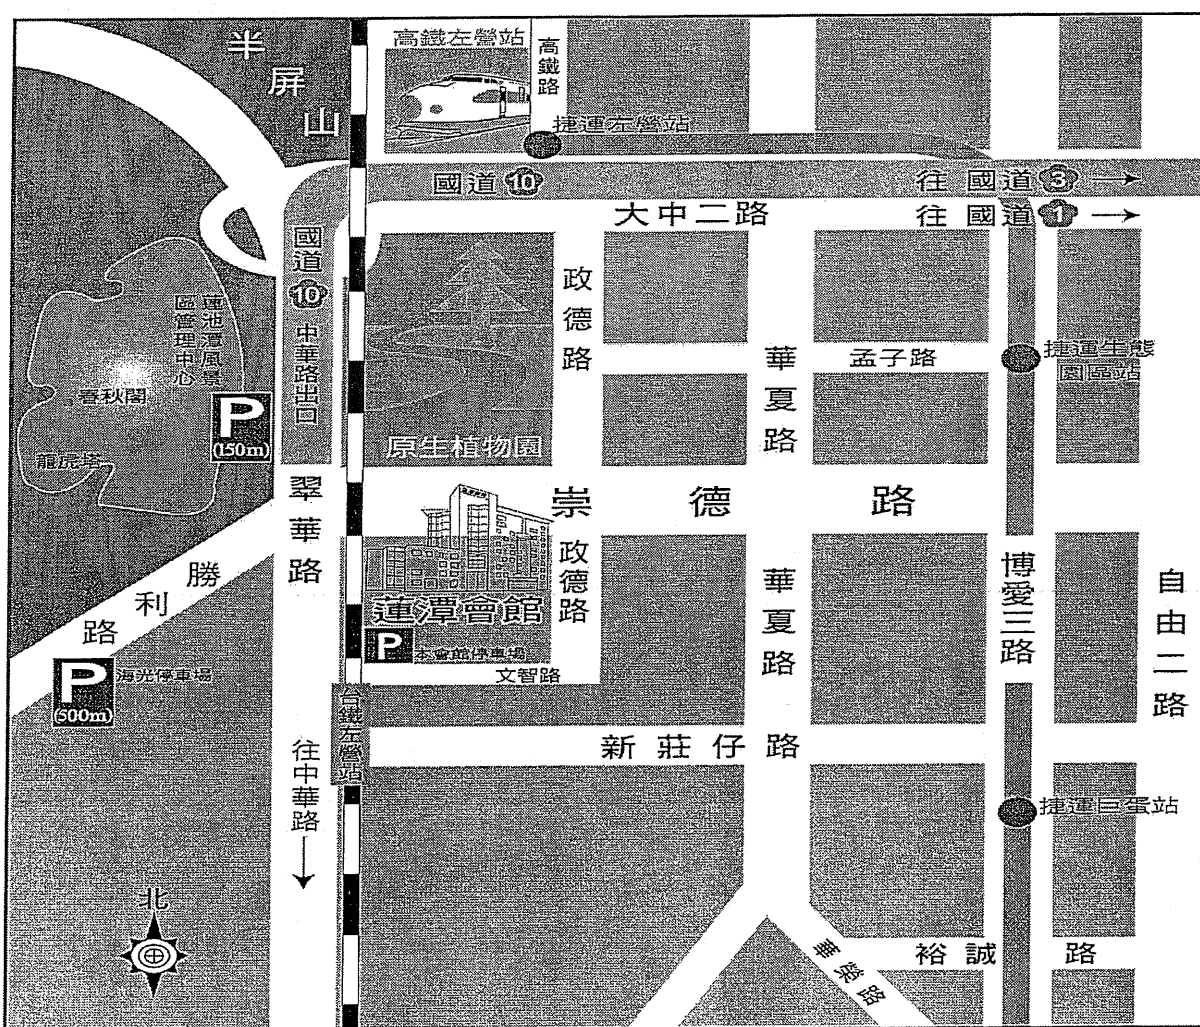 半屏山
高鐵左營站
高鐵路
捷運左營站
國道 10
往 國道 3 →
大中二路
往 國道 1 →
國道 10 中華路出口
政德路
蓮池潭風景
區管理中心
華夏路
孟子路
捷運生態
園區站
春秋閣
P
(150m)
龍虎塔
原生植物園
翠華路
崇德路
政德路
勝利路
華夏路
博愛三路
自由二路
蓮潭會館
P
本會館停車場
文智路
P
(500m)
海光停車場
台鐵左營站
新莊仔路
往中華路
捷運巨蛋站
北
裕誠路
華榮路